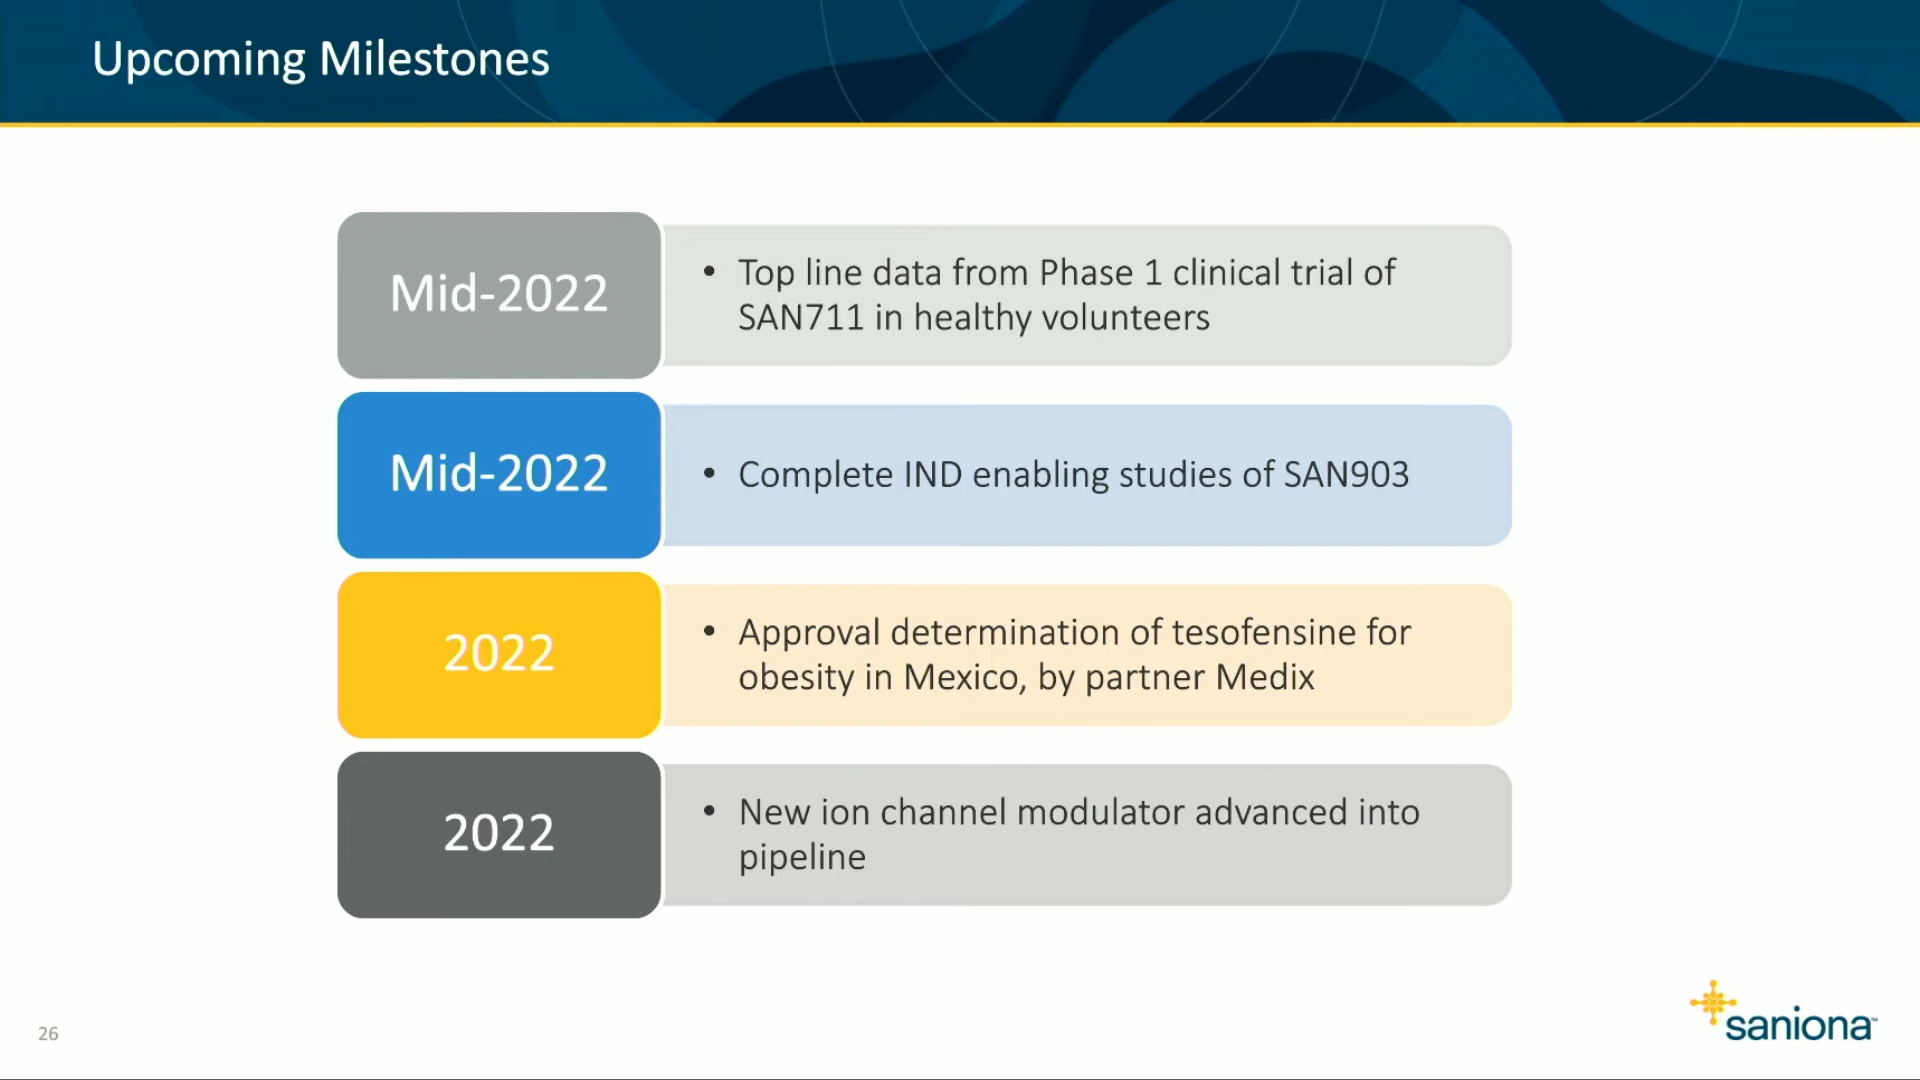 Upcoming Milestones
Mid-2022
• Top line data from Phase 1 clinical trial of
SAN711 in healthy volunteers
Mid-2022
• Complete IND enabling studies of SAN903
2022
• Approval determination of tesofensine for
obesity in Mexico, by partner Medix
2022
• New ion channel modulator advanced into
pipeline
26
saniona™